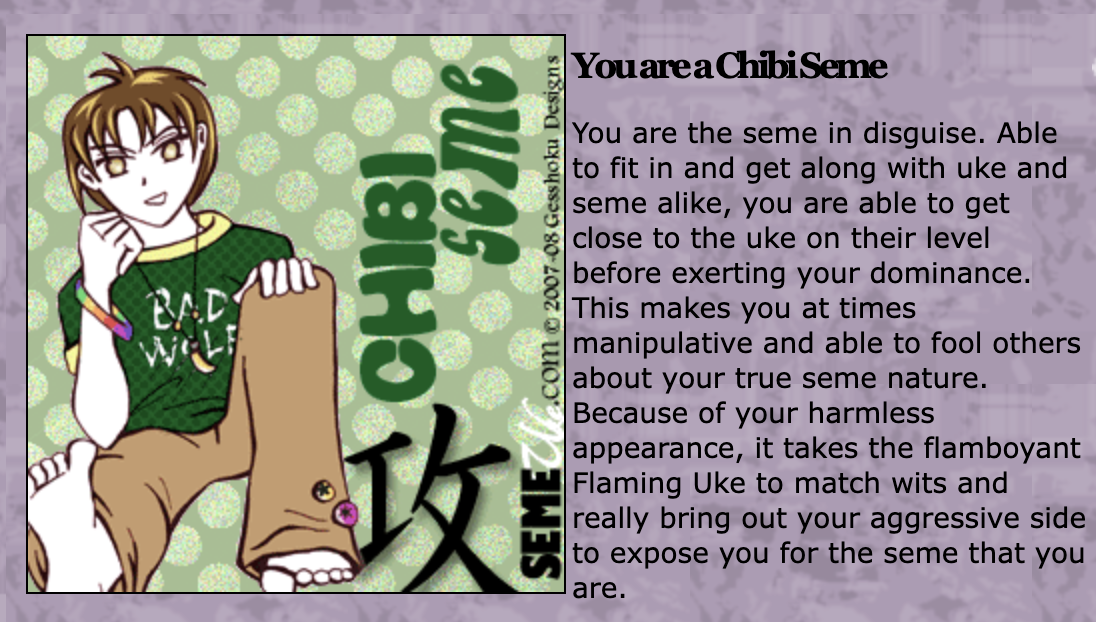 You are a Chibi Seme
You are the seme in disguise. Able
to fit in and get along with uke and
seme alike, you are able to get
close to the uke on their level
before exerting your dominance.
This makes you at times
manipulative and able to fool others
about your true seme nature.
Because of your harmless
appearance, it takes the flamboyant
Flaming Uke to match wits and
really bring out your aggressive side
to expose you for the seme that you
are.
CHIBI
seme
BAD
WOLF
攻
SEMEUke.COM © 2007-08 Gesshoku Designs